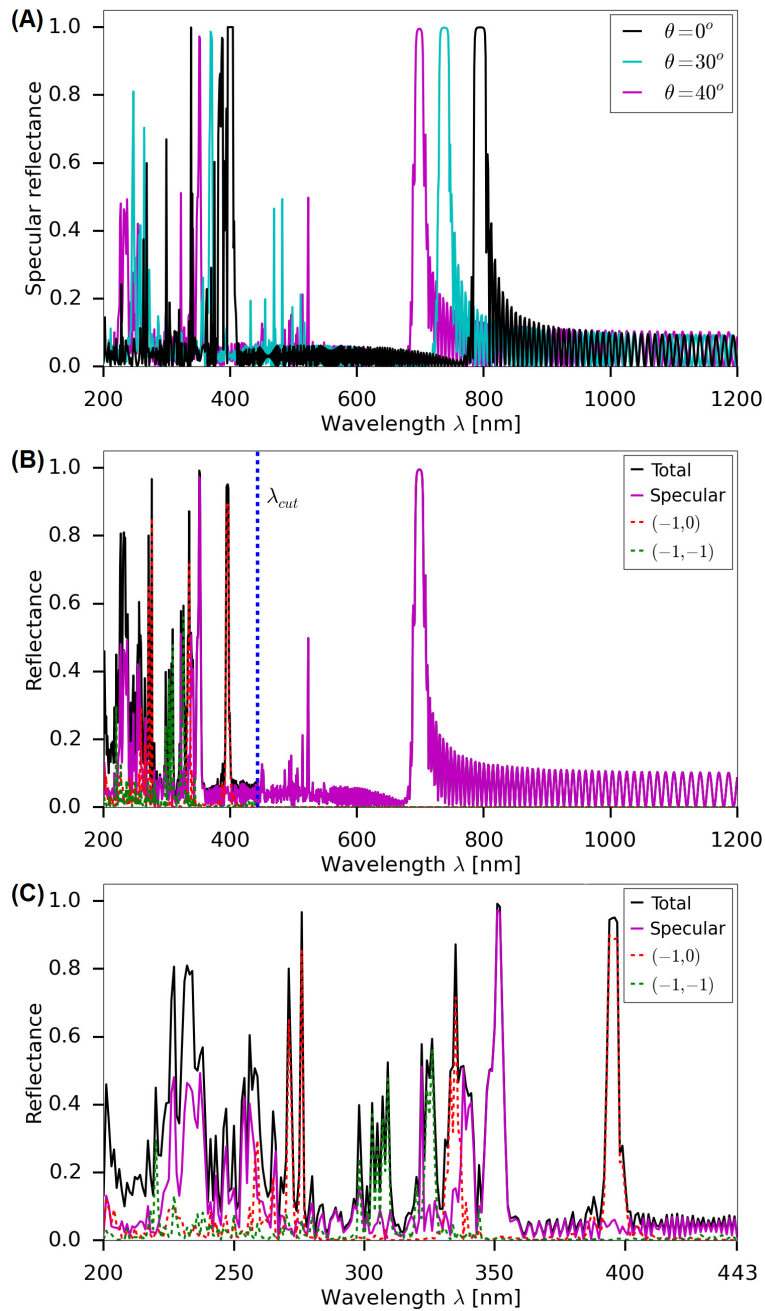 (A)
1.0
0.8
0.6
0.4
0.2
0.0
Specular reflectance
θ=0°
θ=30°
θ=40°
200 400 600 800 1000 1200
Wavelength λ [nm]
(B)
1.0
0.8
0.6
0.4
0.2
0.0
Reflectance
λcut
Total
Specular
(−1,0)
(−1,−1)
200 400 600 800 1000 1200
Wavelength λ [nm]
(C)
1.0
0.8
0.6
0.4
0.2
0.0
Reflectance
Total
Specular
(−1,0)
(−1,−1)
200 250 300 350 400 443
Wavelength λ [nm]